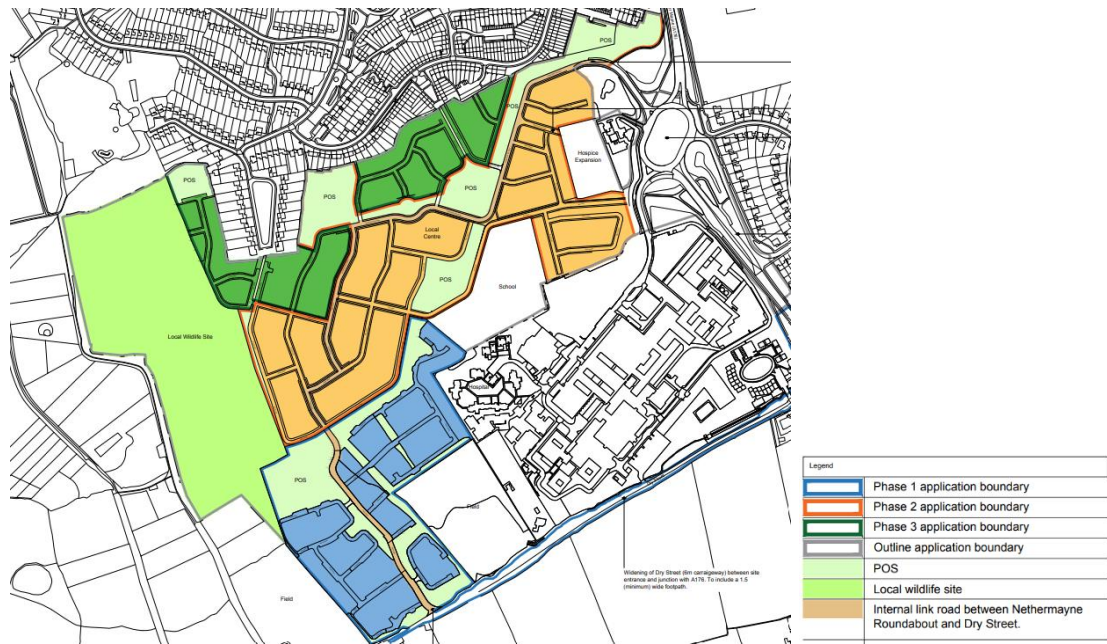 POS
POS
Hospice
Expansion
POS
POS
POS
Local
Centre
POS
School
Local Wildlife Site
Hospital
POS
Field
Field
Widening of Dry Street (6m carraigeway) between site
entrance and junction with A176. To include a 1.5
(minimum) wide footpath.
Legend
Phase 1 application boundary
Phase 2 application boundary
Phase 3 application boundary
Outline application boundary
POS
Local wildlife site
Internal link road between Nethermayne
Roundabout and Dry Street.